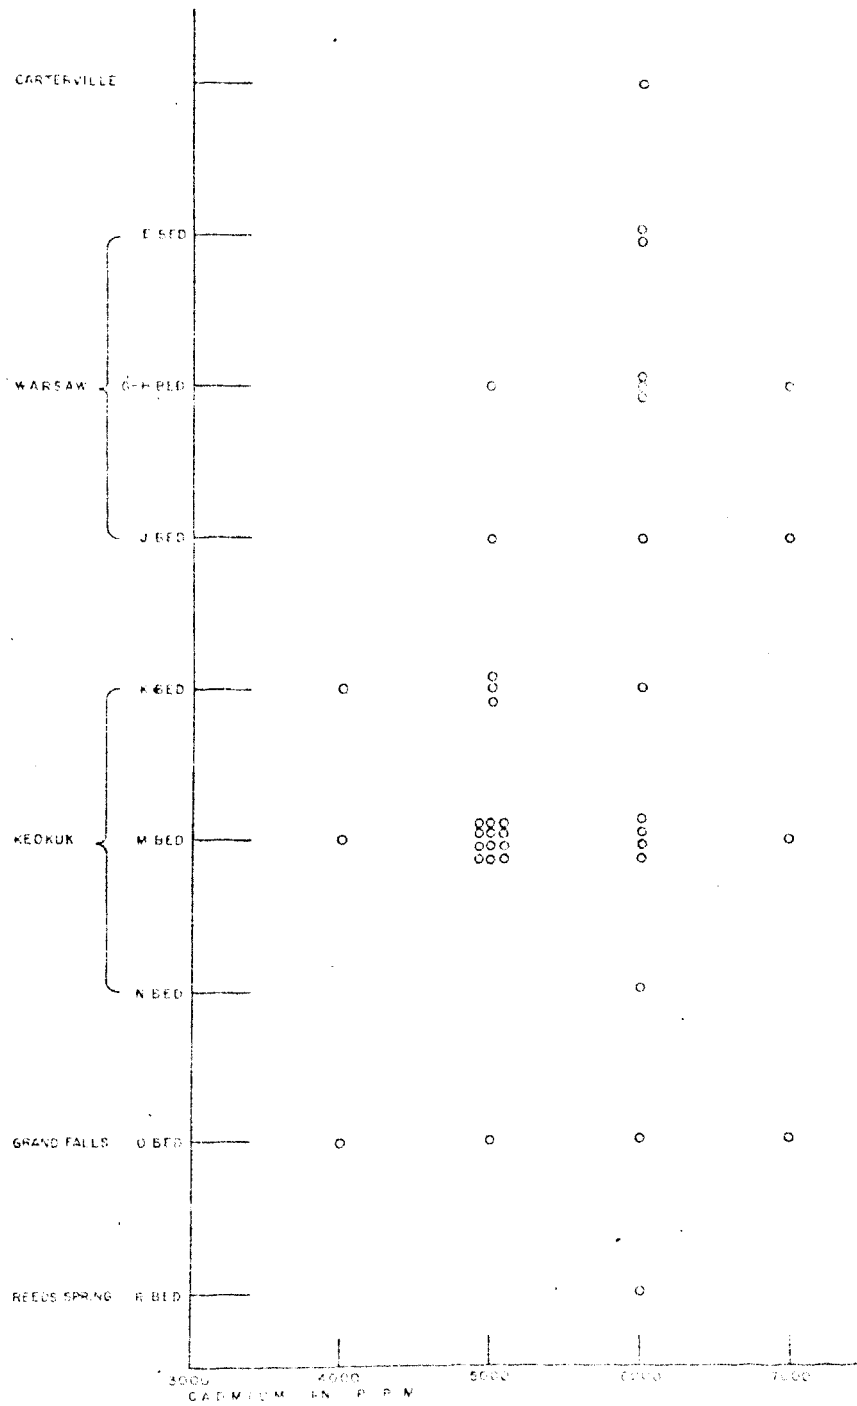 CARTERVILLE
E BED
WARSAW G-H BED
J BED
K BED
KEOKUK M BED
N BED
GRAND FALLS O BED
REEDS SPRING R BED
3000 4000 5000 6000 7000
CADMIUM IN P P M